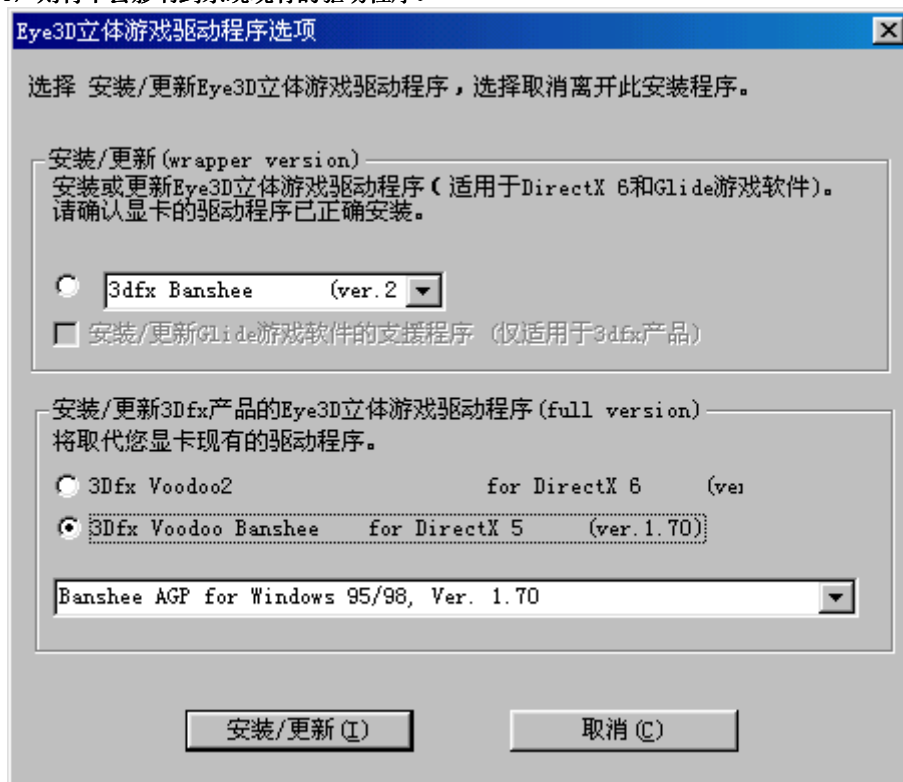 Eye3D立体游戏驱动程序选项
选择 安装/更新Eye3D立体游戏驱动程序，选择取消离开此安装程序。
安装/更新(wrapper version)
安装或更新Eye3D立体游戏驱动程序(适用于DirectX 6和Glide游戏软件)。
请确认显卡的驱动程序已正确安装。
3dfx Banshee (ver.2
安装/更新Glide游戏软件的支援程序 (仅适用于3dfx产品)
安装/更新3Dfx产品的Eye3D立体游戏驱动程序(full version)
将取代您显卡现有的驱动程序。
3Dfx Voodoo2 for DirectX 6 (ve
3Dfx Voodoo Banshee for DirectX 5 (ver.1.70)
Banshee AGP for Windows 95/98, Ver. 1.70
安装/更新(I) 取消(C)